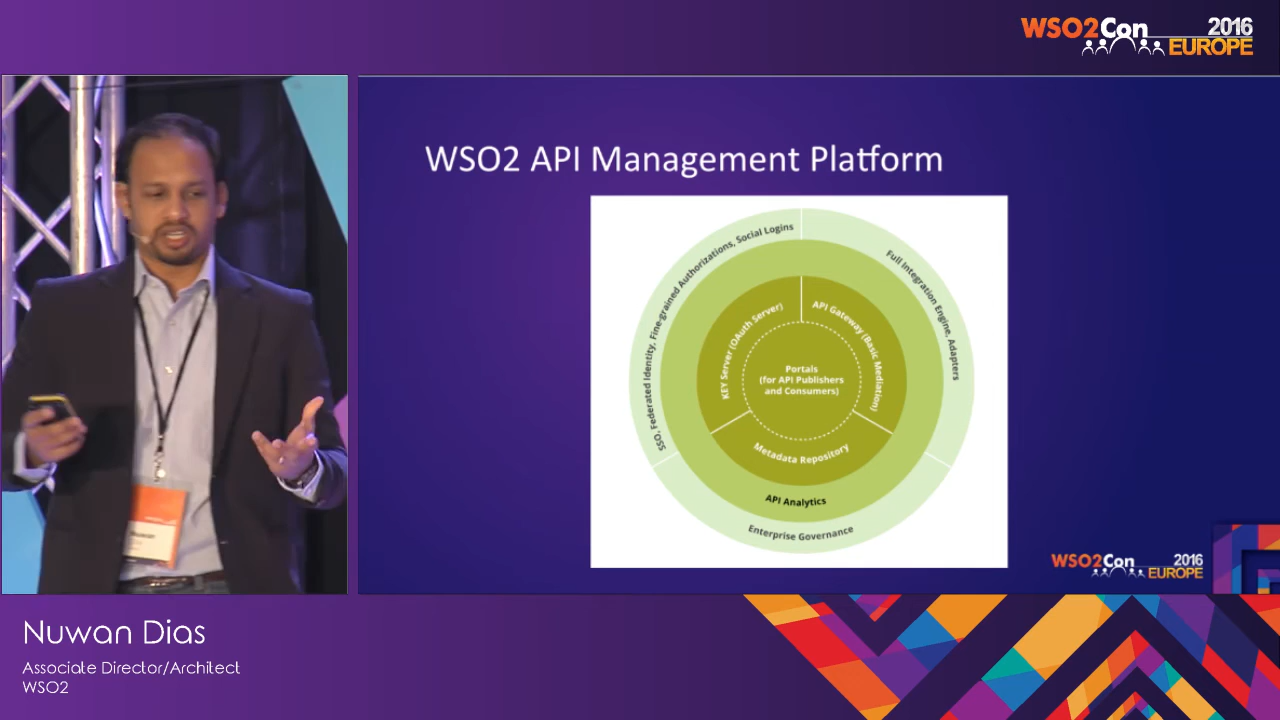 WSO2Con 2016
EUROPE
WSO2 API Management Platform
SSO, Federated Identity, Fine-grained Authorizations, Social Logins
Full Integration Engine, Adapters
KEY Server (OAuth Server)
API Gateway (Basic Mediation)
Portals
(for API Publishers
and Consumers)
Metadata Repository
API Analytics
Enterprise Governance
WSO2Con 2016
EUROPE
Nuwan
Nuwan Dias
Associate Director/Architect
WSO2